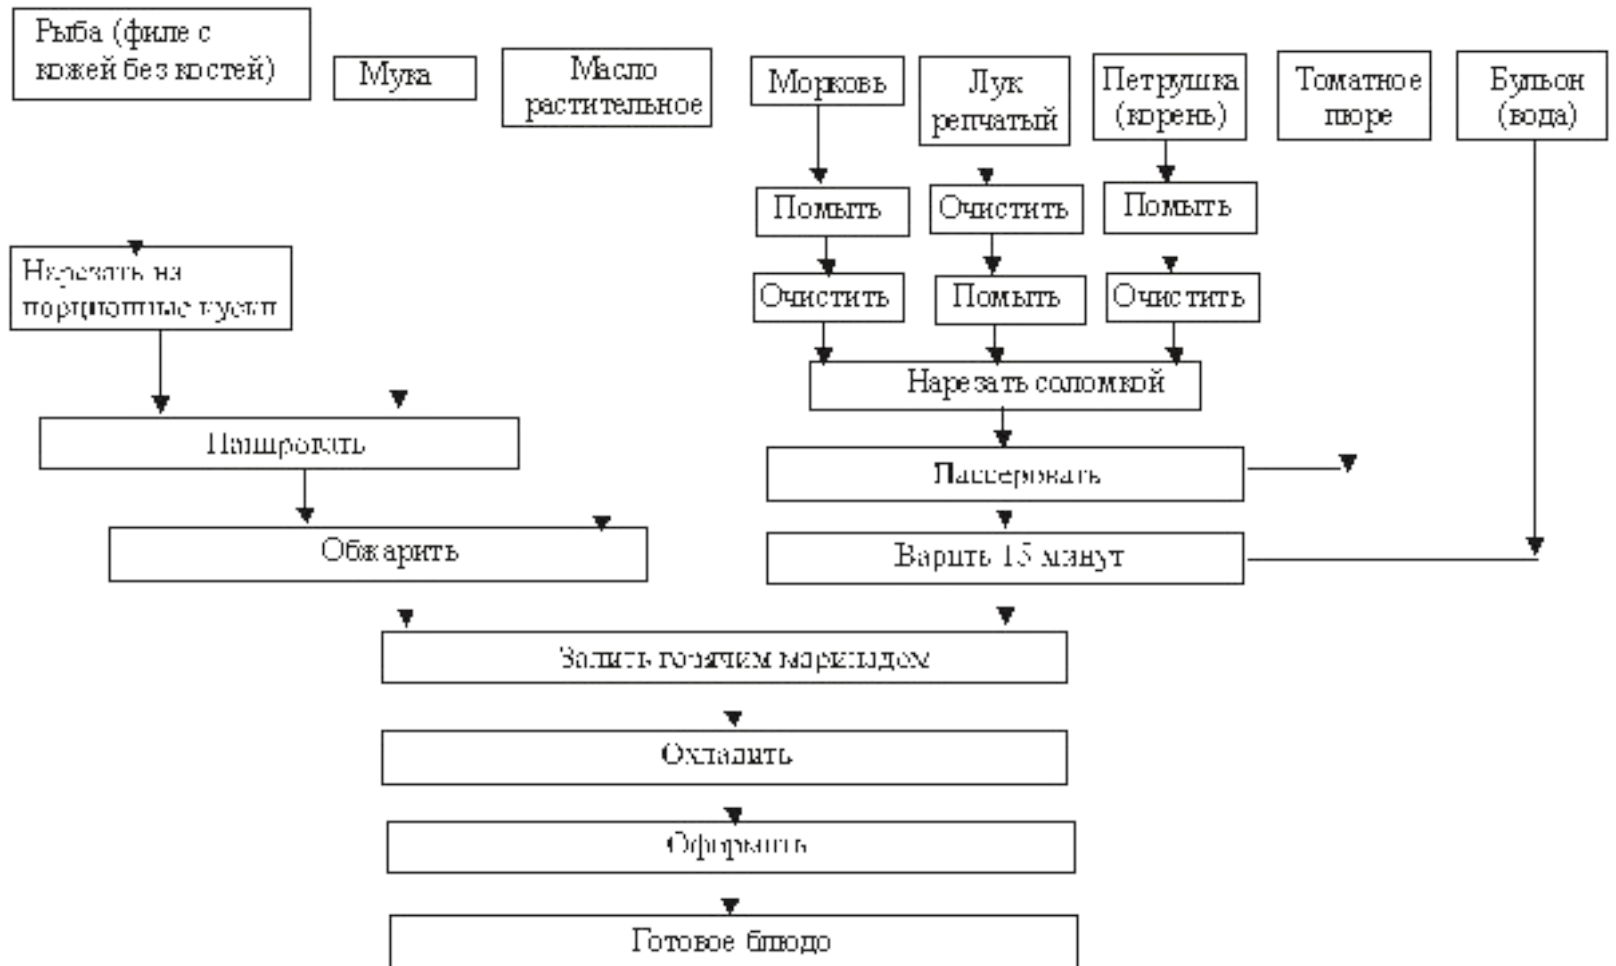 Рыба (филе с
кожей без костей)
Мука
Масло
растительное
Морковь
Лук
репчатый
Петрушка
(корень)
Томатное
пюре
Бульон
(вода)
Помыть
Очистить
Помыть
Нарезать на
порционные куски
Очистить
Помыть
Очистить
Нарезать соломкой
Панировать
Пассеровать
Обжарить
Варить 15 минут
Залить горячим маринадом
Охладить
Оформить
Готовое блюдо